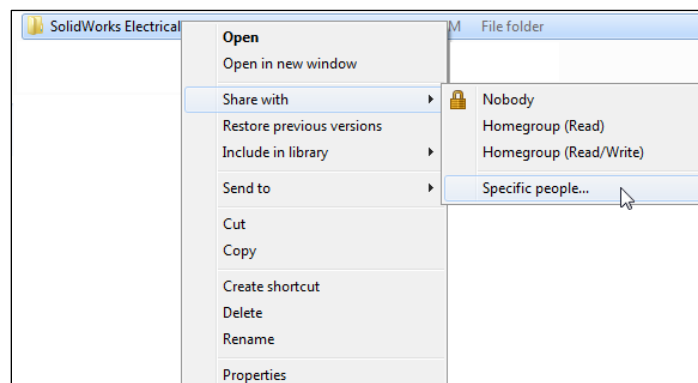 SolidWorks Electrical
M File folder
Open
Open in new window
Share with
Restore previous versions
Include in library
Send to
Cut
Copy
Create shortcut
Delete
Rename
Properties
Nobody
Homegroup (Read)
Homegroup (Read/Write)
Specific people...